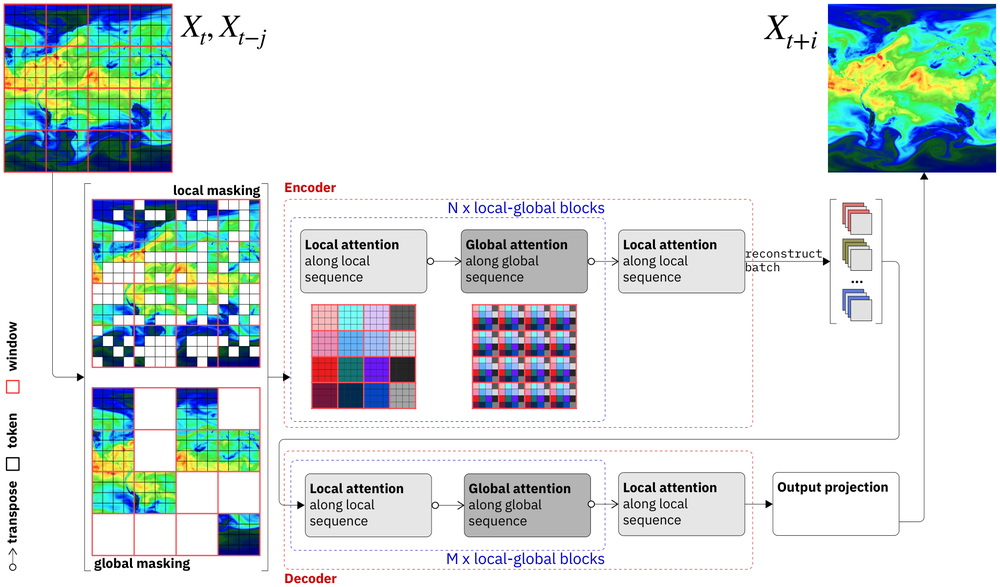 X_t, X_{t-j}
X_{t+i}
local masking
global masking
window
token
transpose
Encoder
N x local-global blocks
Local attention
along local
sequence
Global attention
along global
sequence
Local attention
along local
sequence
reconstruct
batch
...
Local attention
along local
sequence
Global attention
along global
sequence
Local attention
along local
sequence
Output projection
M x local-global blocks
Decoder